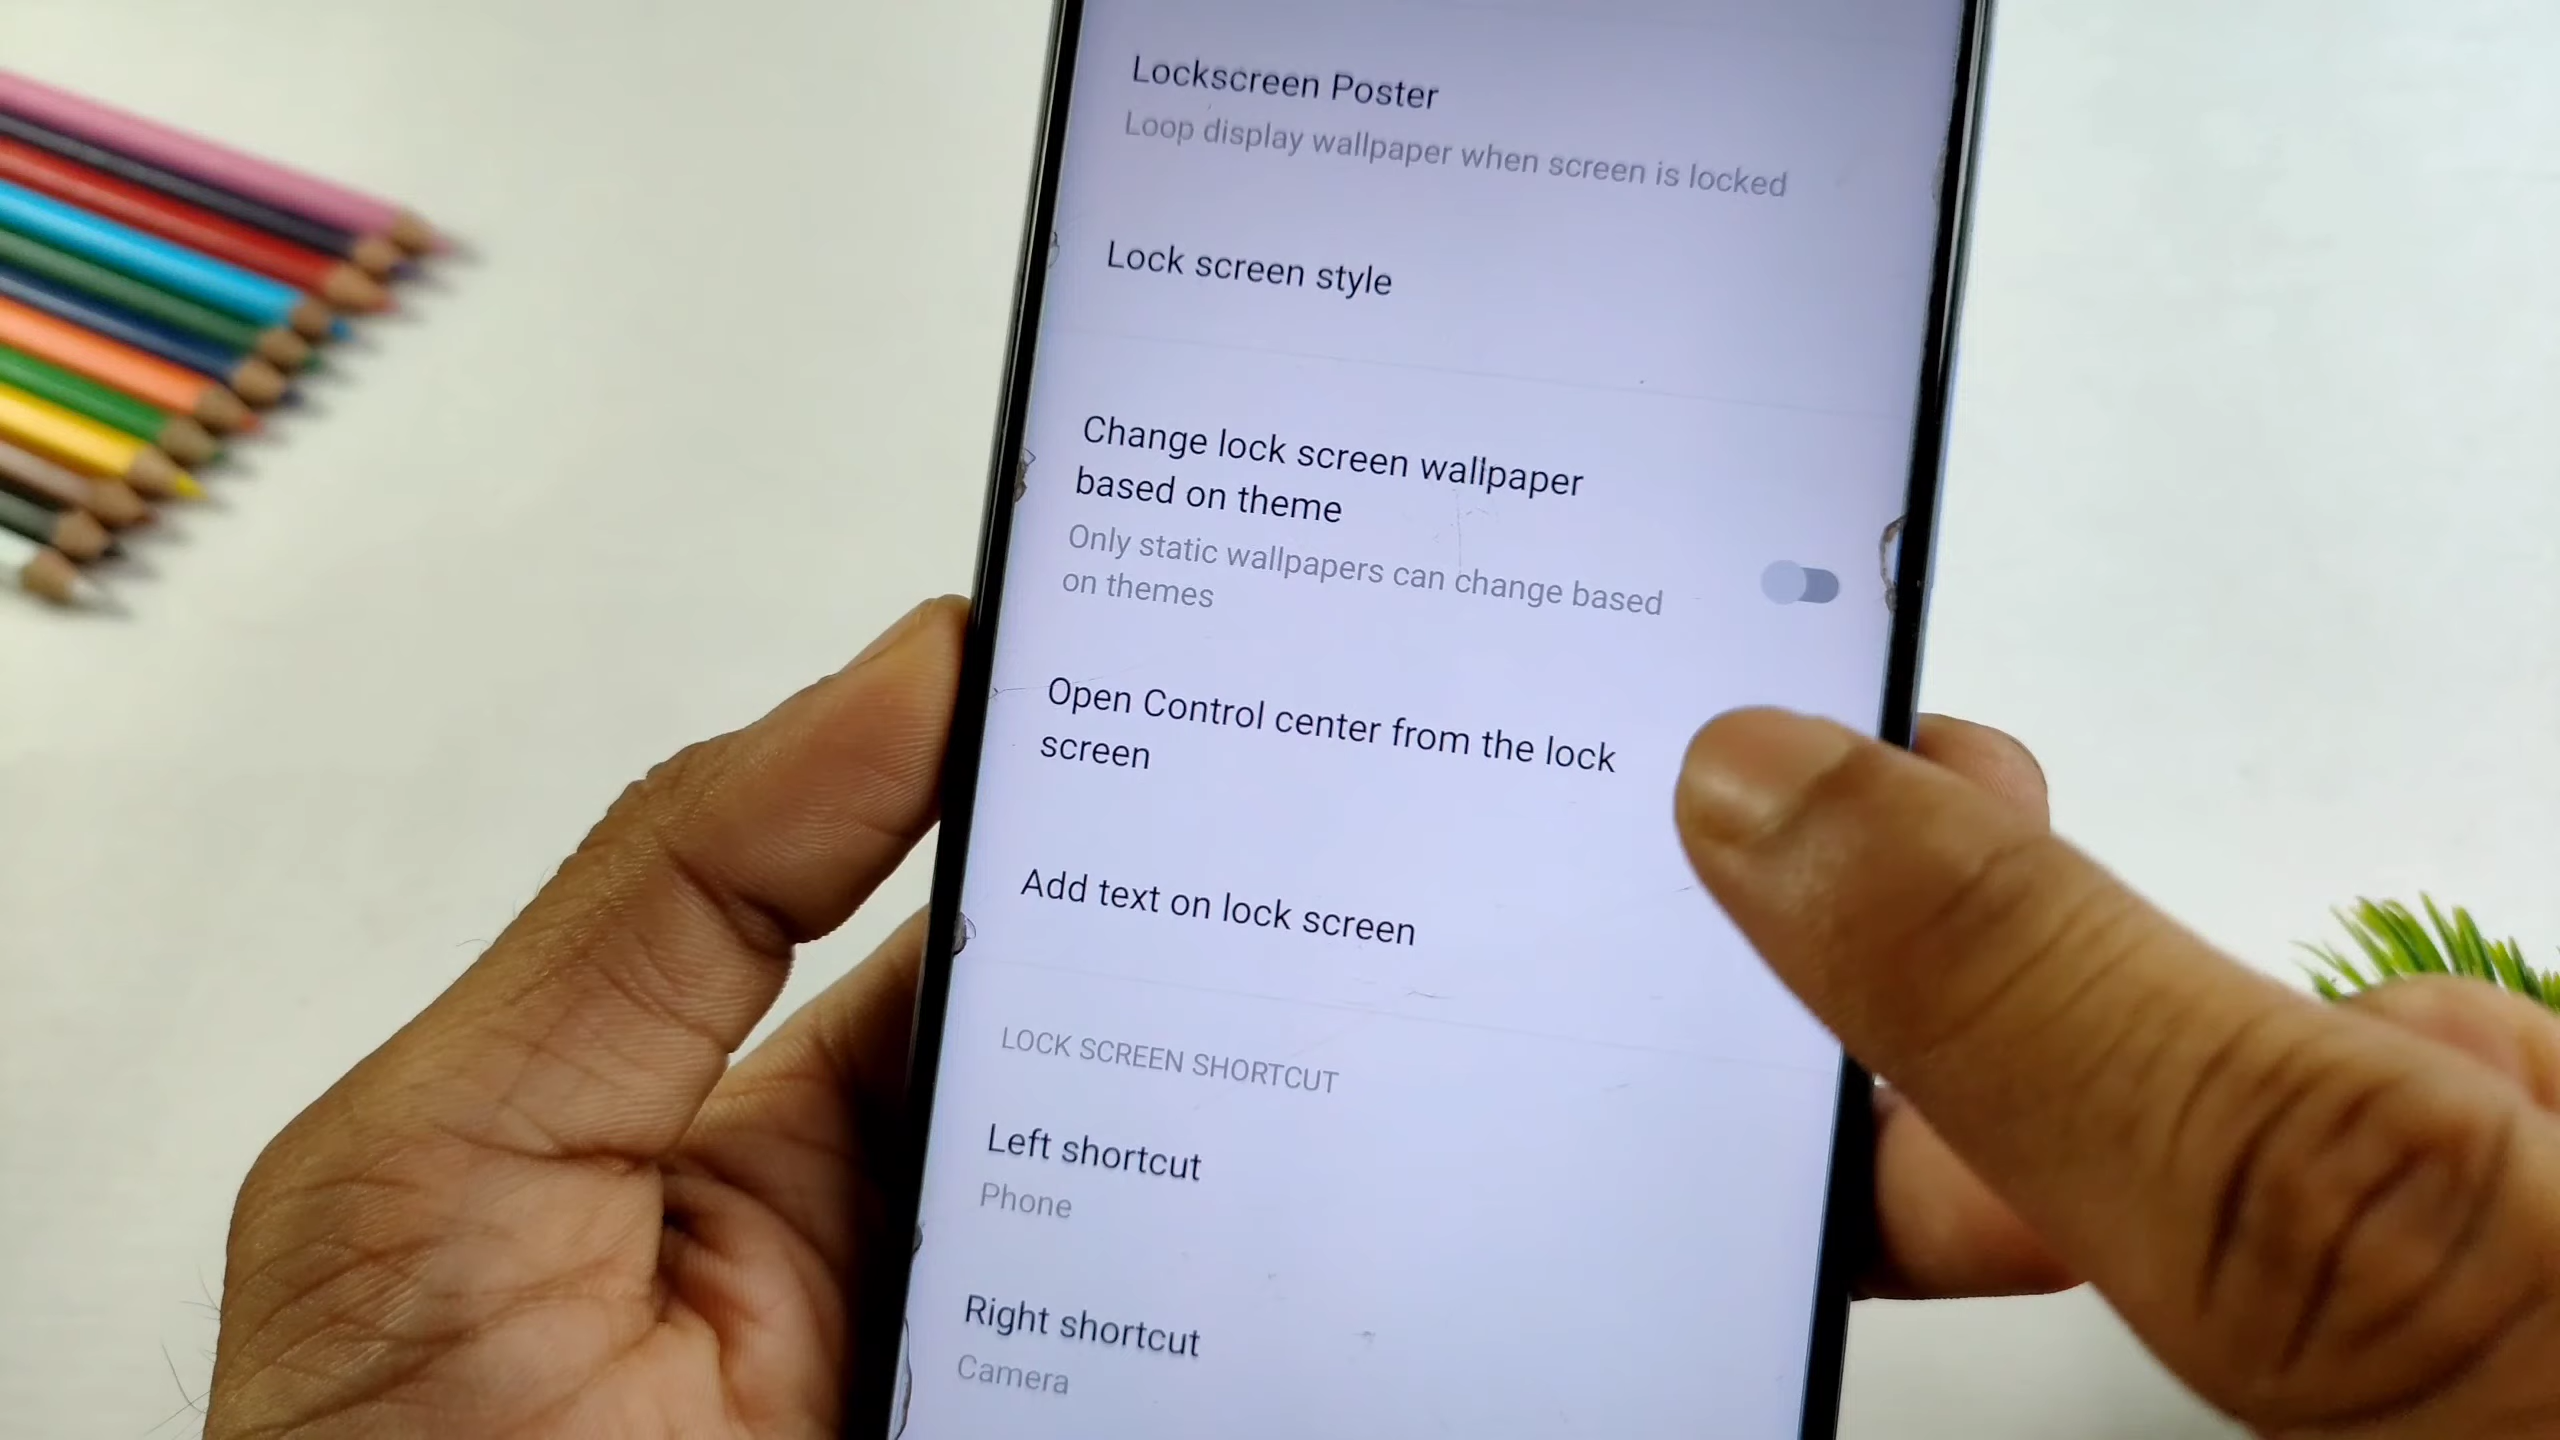 Lockscreen Poster
Loop display wallpaper when screen is locked
Lock screen style
Change lock screen wallpaper
based on theme
Only static wallpapers can change based
on themes
Open Control center from the lock
screen
Add text on lock screen
LOCK SCREEN SHORTCUT
Left shortcut
Phone
Right shortcut
Camera